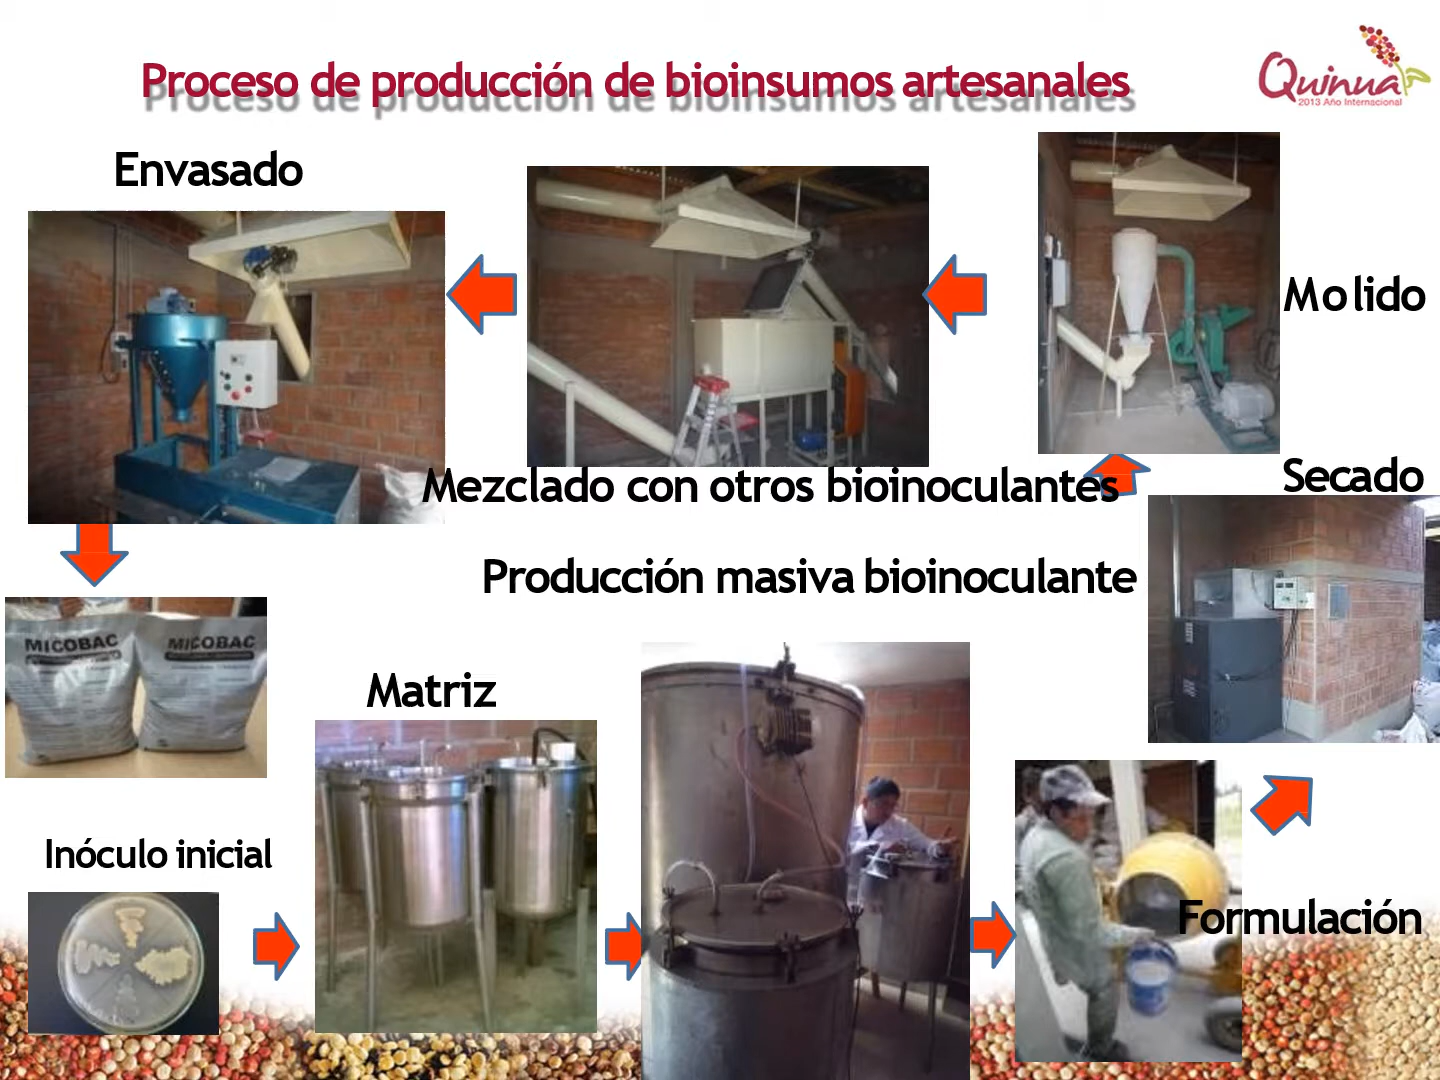 Proceso de producción de bioinsumos artesanales
Quinua
2013 Año Internacional
Envasado
Molido
Mezclado con otros bioinoculantes
Secado
Producción masiva bioinoculante
MICOBAC
MICOBAC
Matriz
Inóculo inicial
Formulación